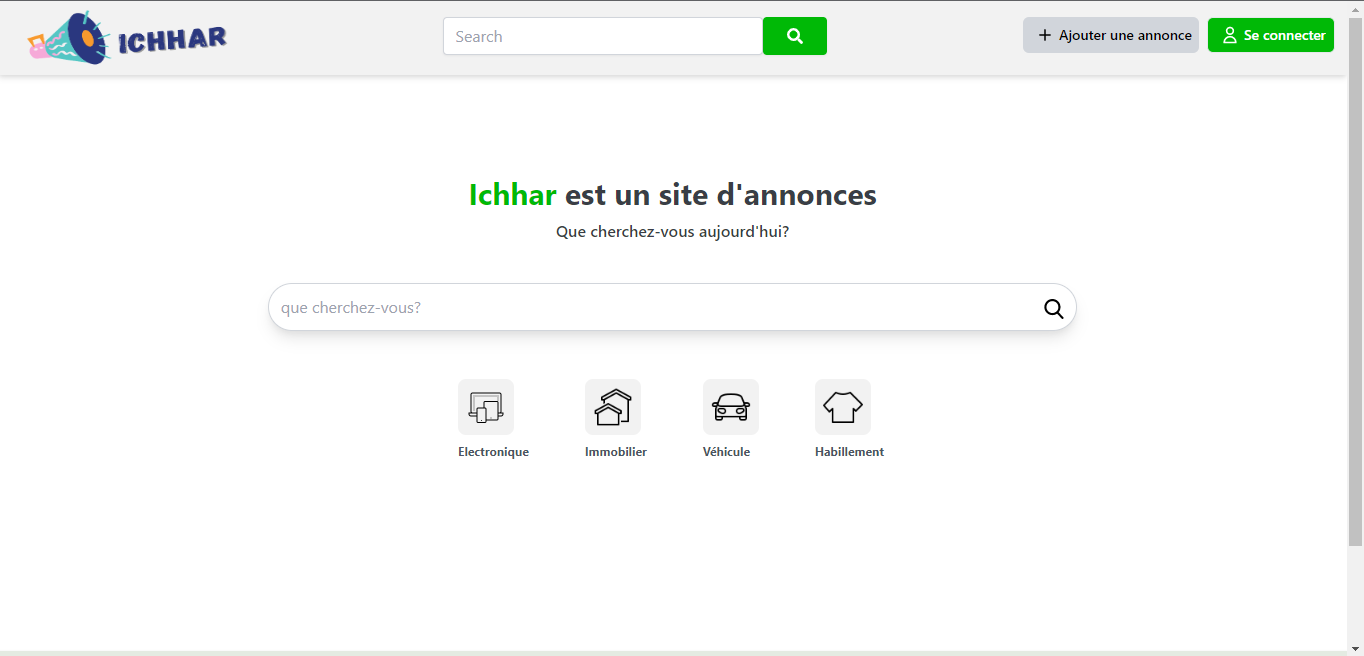 ICHHAR
Search
Ajouter une annonce
Se connecter
Ichhar est un site d'annonces
Que cherchez-vous aujourd'hui?
que cherchez-vous?
Electronique
Immobilier
Véhicule
Habillement